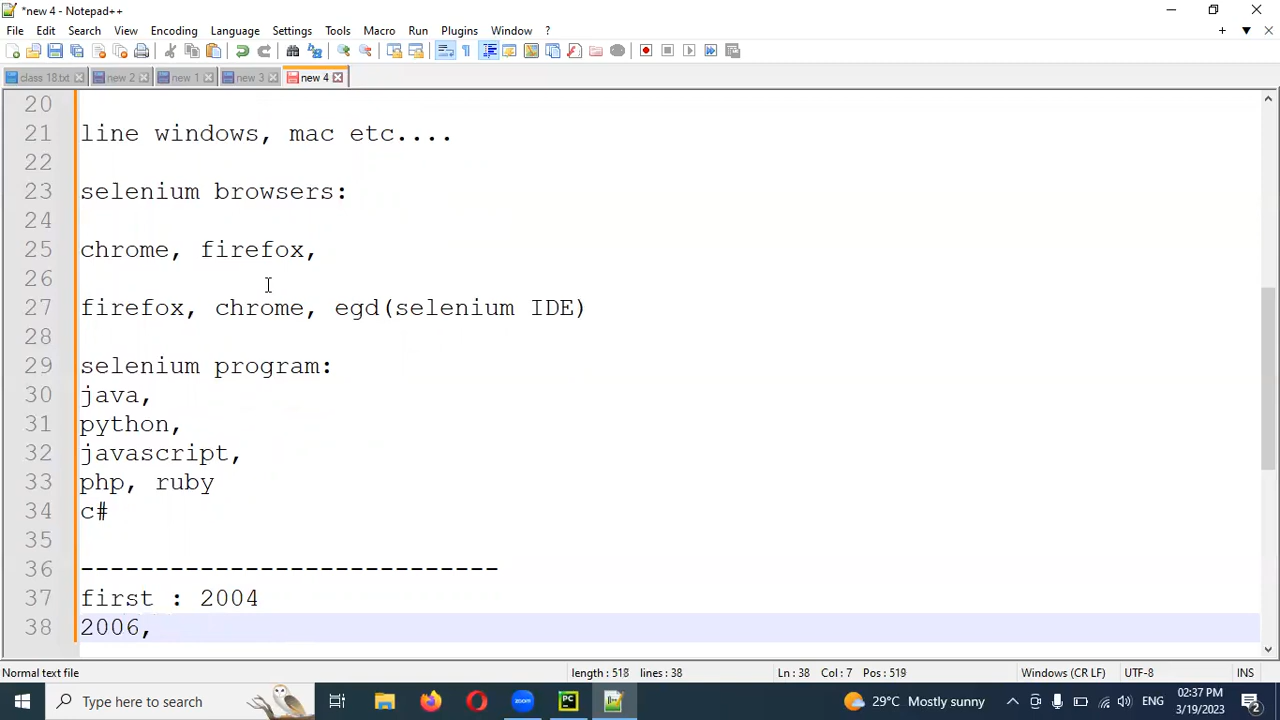 *new 4 - Notepad++
File Edit Search View Encoding Language Settings Tools Macro Run Plugins Window ?
class 18.txt new 2 new 1 new 3 new 4
20
21 line windows, mac etc....
22
23 selenium browsers:
24
25 chrome, firefox,
26
27 firefox, chrome, egd(selenium IDE)
28
29 selenium program:
30 java,
31 python,
32 javascript,
33 php, ruby
34 c#
35
36 ----------------------------
37 first : 2004
38 2006,
Normal text file length : 518 lines : 38 Ln : 38 Col : 7 Pos : 519 Windows (CR LF) UTF-8 INS
Type here to search zoom PC 29°C Mostly sunny ENG 02:37 PM
3/19/2023 2